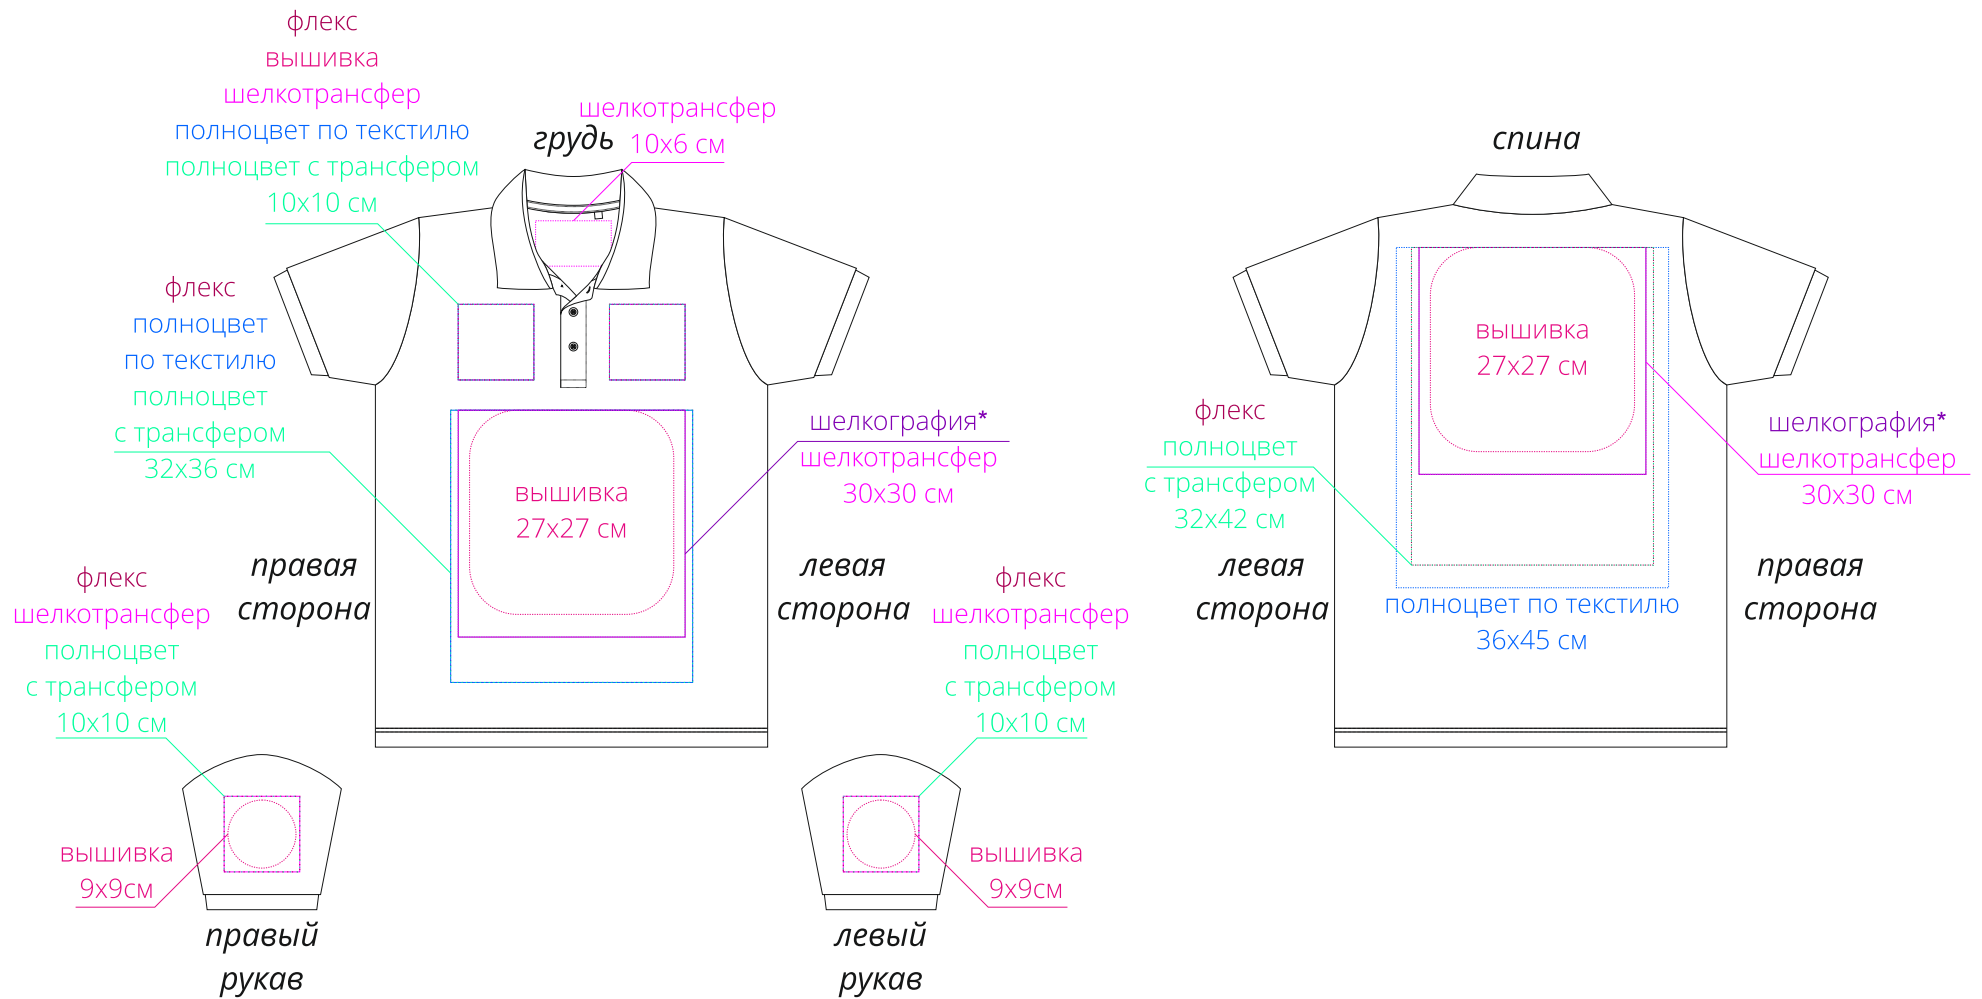 флекс
вышивка
шелкотрансфер
полноцвет по текстилю
полноцвет с трансфером
10х10 см
грудь
шелкотрансфер
10х6 см
флекс
полноцвет
по текстилю
полноцвет
с трансфером
32х36 см
вышивка
27х27 см
шелкография*
шелкотрансфер
30х30 см
правая
сторона
левая
сторона
флекс
шелкотрансфер
полноцвет
с трансфером
10х10 см
вышивка
9х9см
правый
рукав
флекс
шелкотрансфер
полноцвет
с трансфером
10х10 см
вышивка
9х9см
левый
рукав
спина
вышивка
27х27 см
флекс
полноцвет
с трансфером
32х42 см
шелкография*
шелкотрансфер
30х30 см
левая
сторона
правая
сторона
полноцвет по текстилю
36х45 см